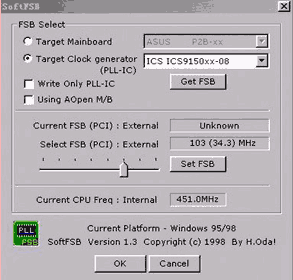 SoftFSB
FSB Select
Target Mainboard
ASUS P2B-xx
Target Clock generator
(PLL-IC)
ICS ICS9150xx-08
Write Only PLL-IC
Get FSB
Using AOpen M/B
Current FSB (PCI) : External
Unknown
Select FSB (PCI) : External
103 (34.3) MHz
Set FSB
Current CPU Freq : Internal
451.0MHz
PLL
FSB
Current Platform - Windows 95/98
SoftFSB Version 1.3 Copyright (c) 1998 By H.Oda!
OK
Cancel